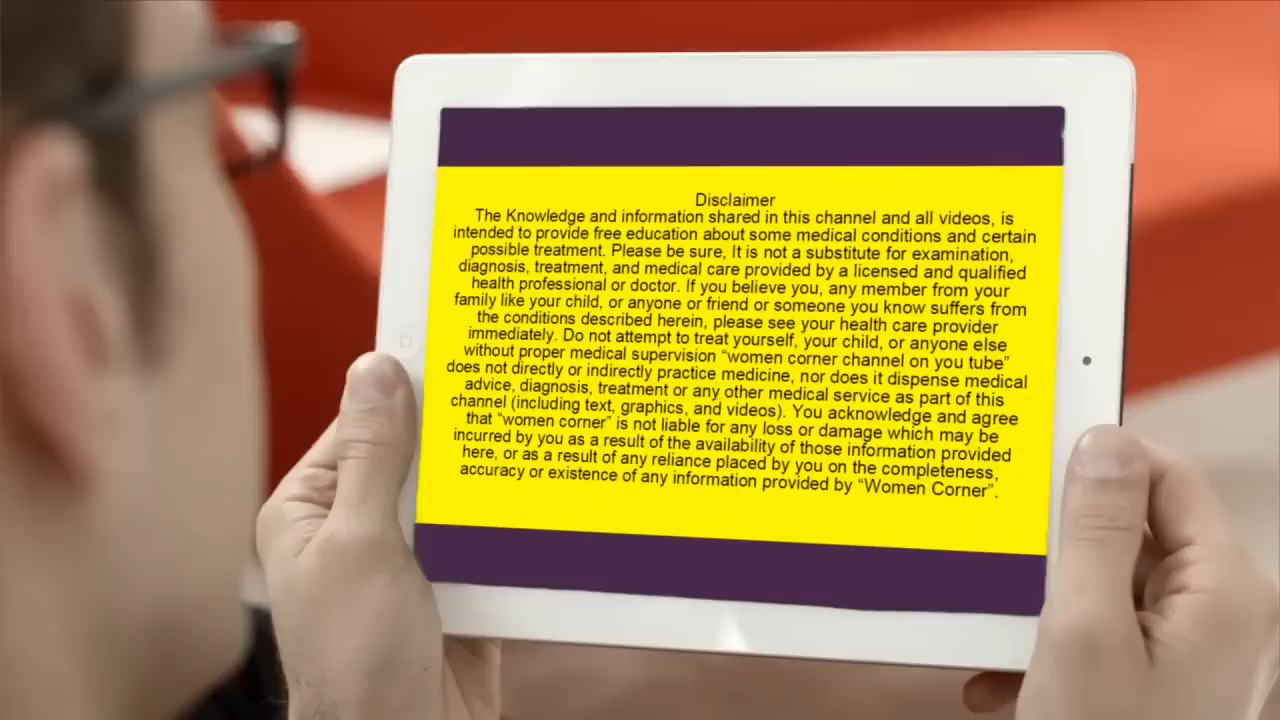 Disclaimer
The Knowledge and information shared in this channel and all videos, is
intended to provide free education about some medical conditions and certain
possible treatment. Please be sure, It is not a substitute for examination,
diagnosis, treatment, and medical care provided by a licensed and qualified
health professional or doctor. If you believe you, any member from your
family like your child, or anyone or friend or someone you know suffers from
the conditions described herein, please see your health care provider
immediately. Do not attempt to treat yourself, your child, or anyone else
without proper medical supervision “women corner channel on you tube”
does not directly or indirectly practice medicine, nor does it dispense medical
advice, diagnosis, treatment or any other medical service as part of this
channel (including text, graphics, and videos). You acknowledge and agree
that “women corner” is not liable for any loss or damage which may be
incurred by you as a result of the availability of those information provided
here, or as a result of any reliance placed by you on the completeness,
accuracy or existence of any information provided by “Women Corner”.